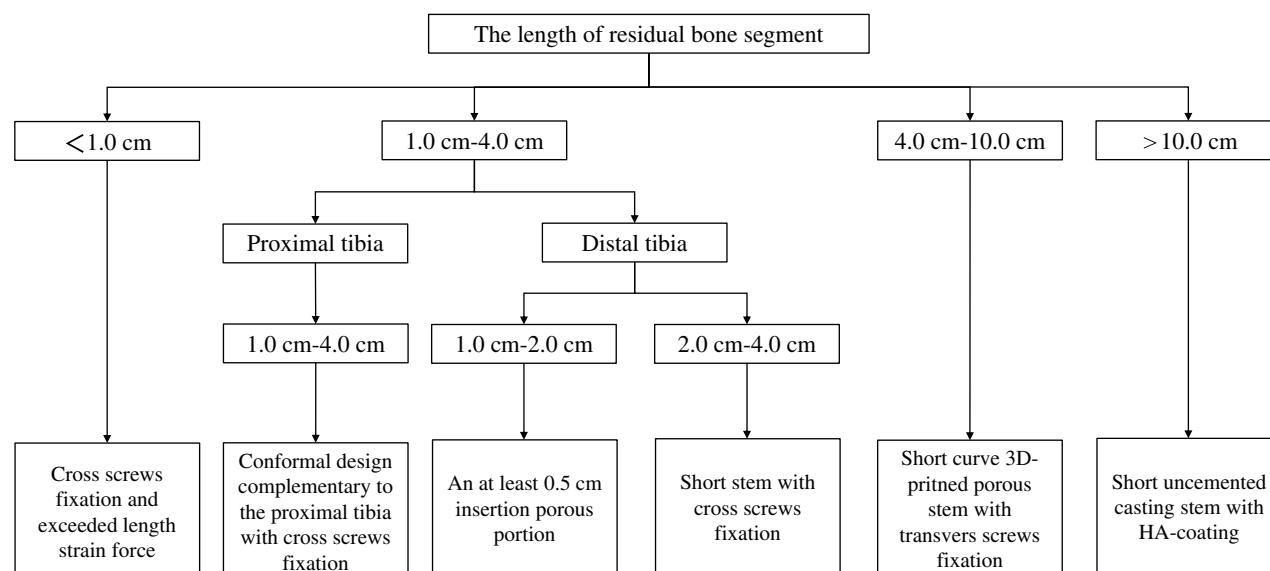 The length of residual bone segment
<1.0 cm
1.0 cm-4.0 cm
4.0 cm-10.0 cm
>10.0 cm
Proximal tibia
Distal tibia
1.0 cm-4.0 cm
1.0 cm-2.0 cm
2.0 cm-4.0 cm
Cross screws
fixation and
exceeded length
strain force
Conformal design
complementary to
the proximal tibia
with cross screws
fixation
An at least 0.5 cm
insertion porous
portion
Short stem with
cross screws
fixation
Short curve 3D-
pritned porous
stem with
transvers screws
fixation
Short uncemented
casting stem with
HA-coating